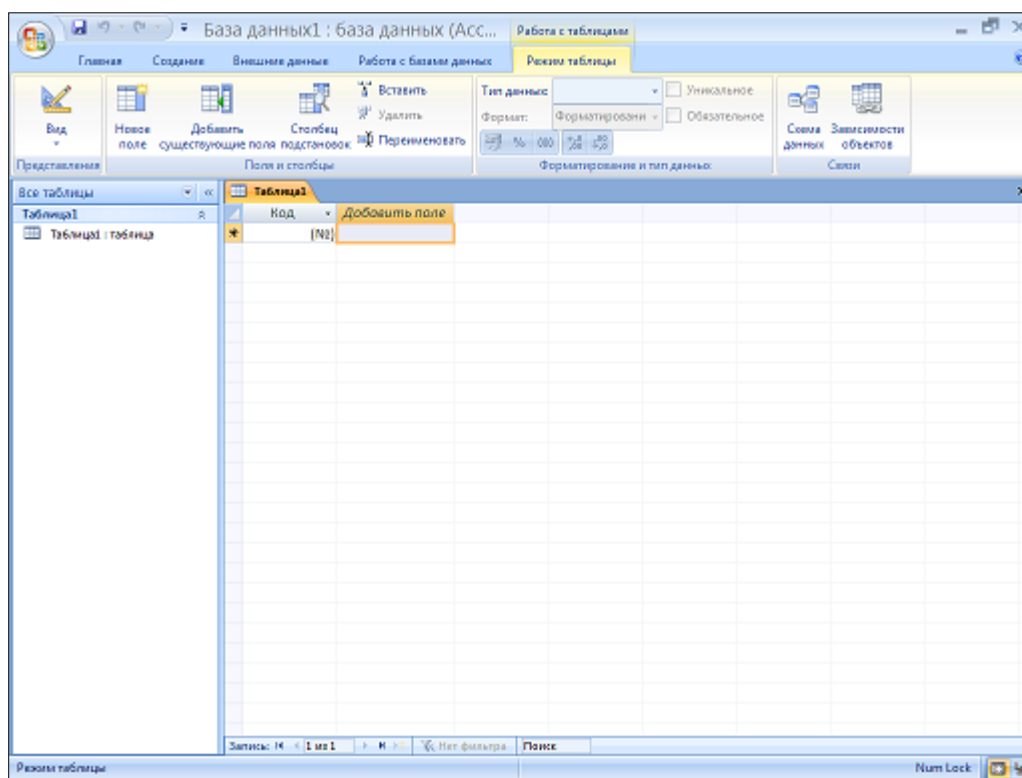 База данных1 : база данных (Acc...
Работа с таблицами
Главная Создание Внешние данные Работа с базами данных Режим таблицы
Вид
Новое поле
Добавить существующие поля
Столбец подстановок
Вставить
Удалить
Переименовать
Тип данных:
Формат: Форматировани
Уникальное
Обязательное
% 000
Схема данных
Зависимости объектов
Представления Поля и столбцы Форматирование и тип данных Связи
Все таблицы
Таблица1
Таблица1 : таблица
Таблица1
Код Добавить поле
(№)
Запись: 1 из 1 Нет фильтра Поиск
Режим таблицы Num Lock